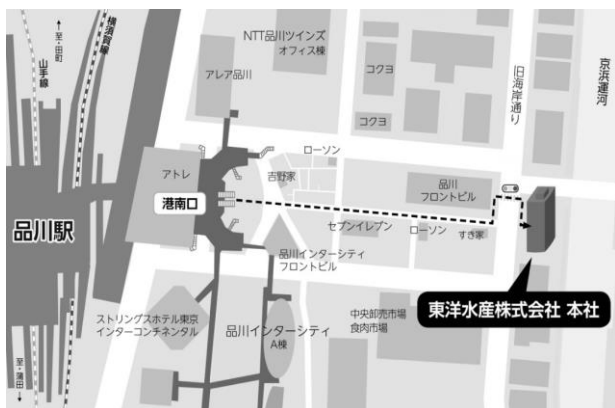 至・田町
山手線
横須賀線
NTT品川ツインズ
オフィス棟
アレア品川
コクヨ
コクヨ
旧海岸通り
京浜運河
ローソン
アトレ
吉野家
港南口
品川
フロントビル
品川駅
セブンイレブン
ローソン
すき家
品川インターシティ
フロントビル
東洋水産株式会社 本社
ストリングスホテル東京
インターコンチネンタル
品川インターシティ
A棟
中央卸売市場
食肉市場
至・蒲田